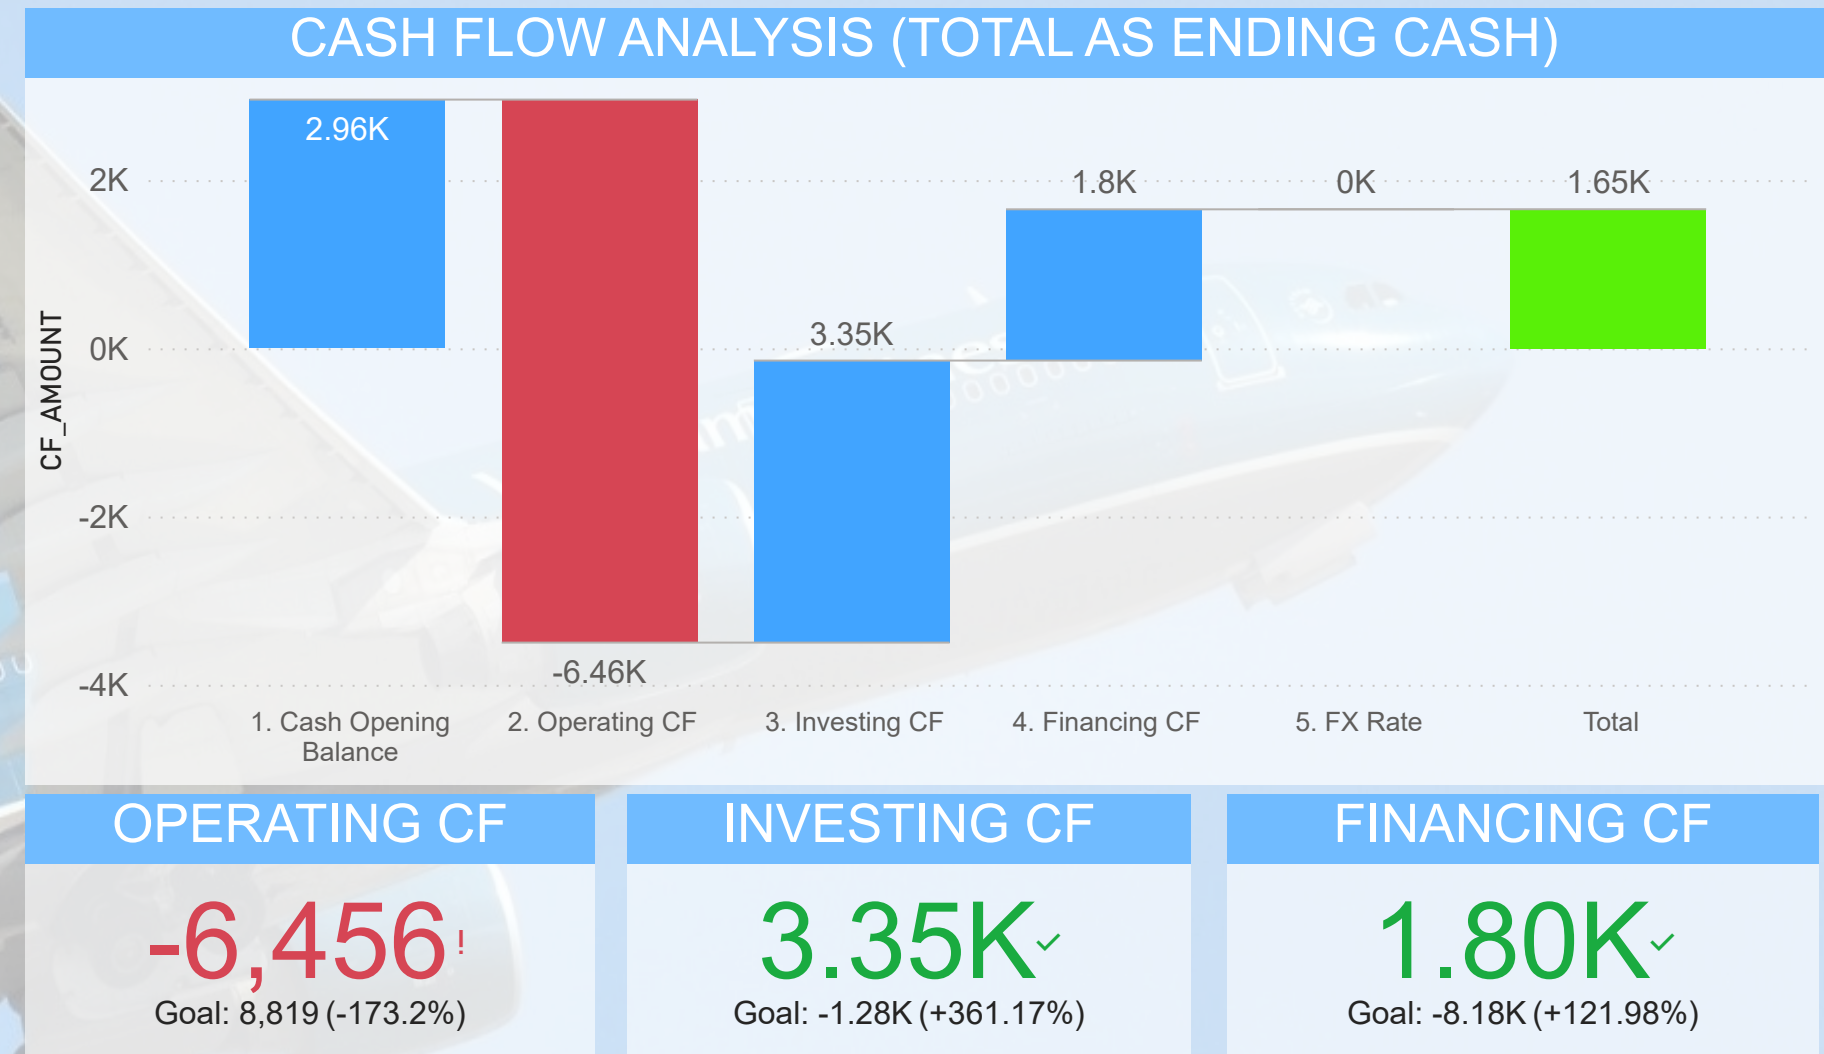 CASH FLOW ANALYSIS (TOTAL AS ENDING CASH)
CF_AMOUNT
2K
0K
-2K
-4K
2.96K
-6.46K
3.35K
1.8K
0K
1.65K
1. Cash Opening
Balance
2. Operating CF
3. Investing CF
4. Financing CF
5. FX Rate
Total
OPERATING CF
-6,456!
Goal: 8,819 (-173.2%)
INVESTING CF
3.35K✓
Goal: -1.28K (+361.17%)
FINANCING CF
1.80K✓
Goal: -8.18K (+121.98%)